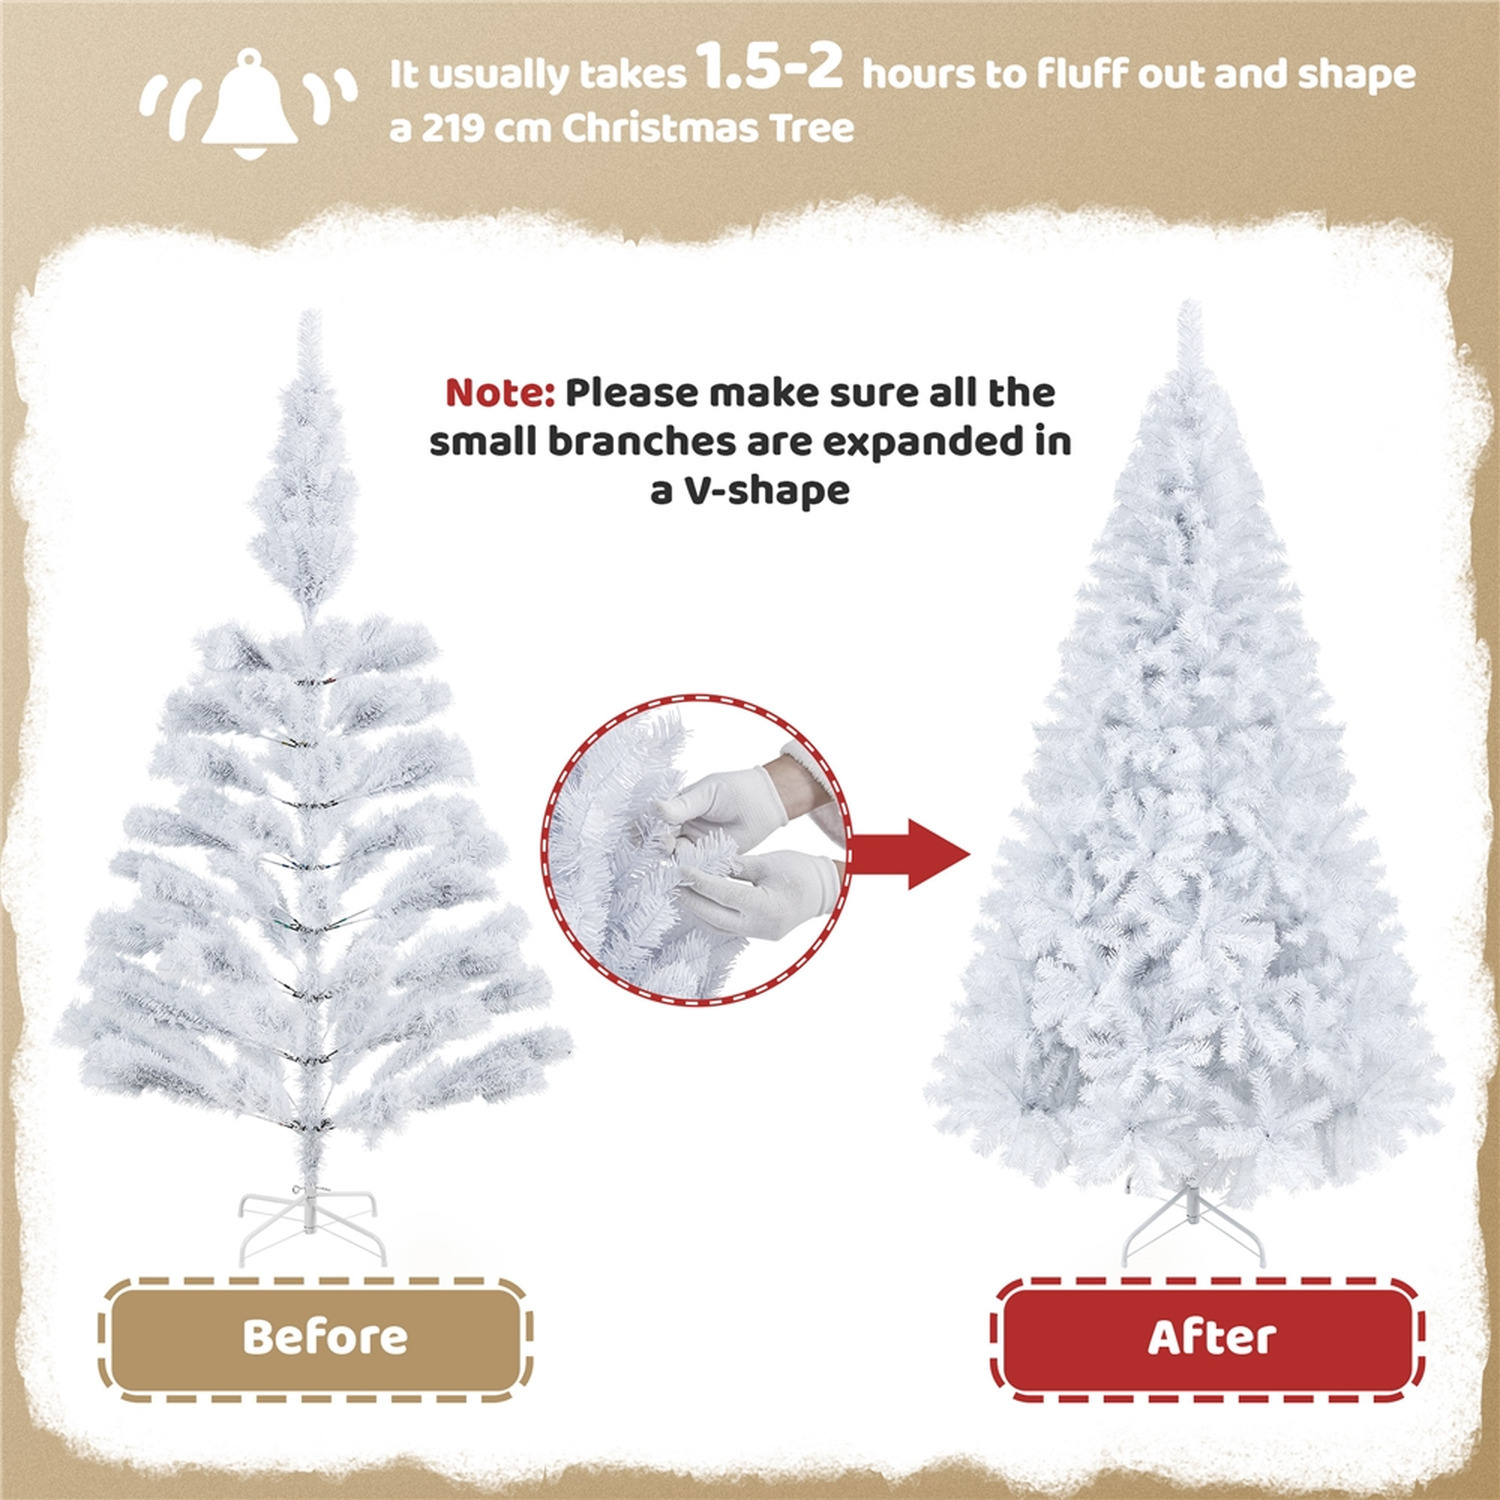 It usually takes 1.5-2 hours to fluff out and shape
a 219 cm Christmas Tree
Note: Please make sure all the
small branches are expanded in
a V-shape
Before
After